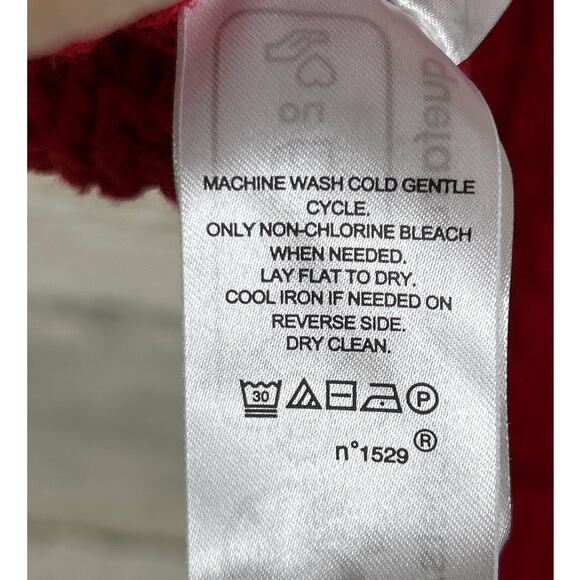 MACHINE WASH COLD GENTLE
CYCLE.
ONLY NON-CHLORINE BLEACH
WHEN NEEDED.
LAY FLAT TO DRY.
COOL IRON IF NEEDED ON
REVERSE SIDE.
DRY CLEAN.
30 P
n°1529®